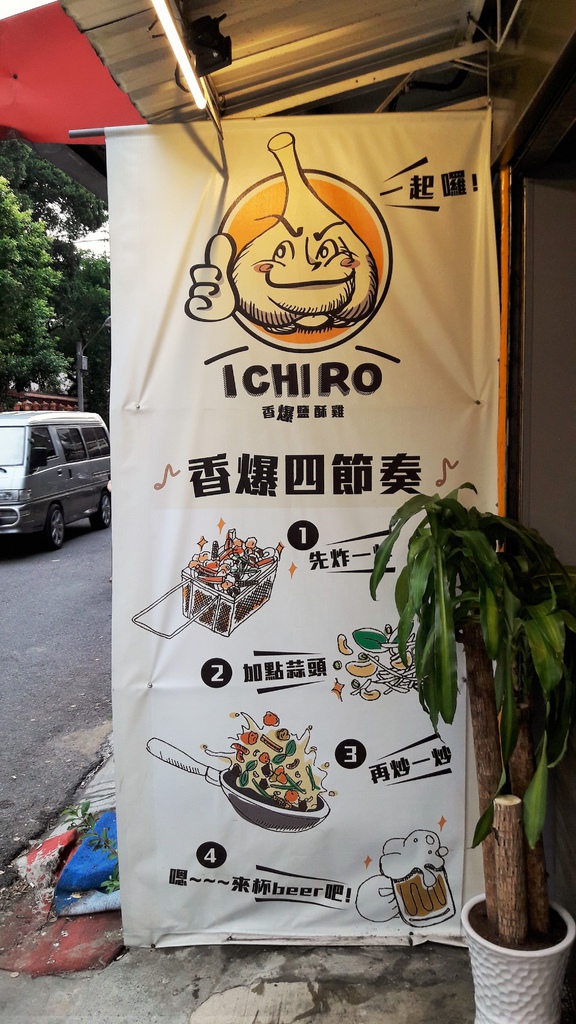 一起囉!
ICHIRO
香爆鹽酥雞
香爆四節奏
1
先炸一
2
加點蒜頭
3
再炒一炒
4
嗯~~~來杯beer吧!